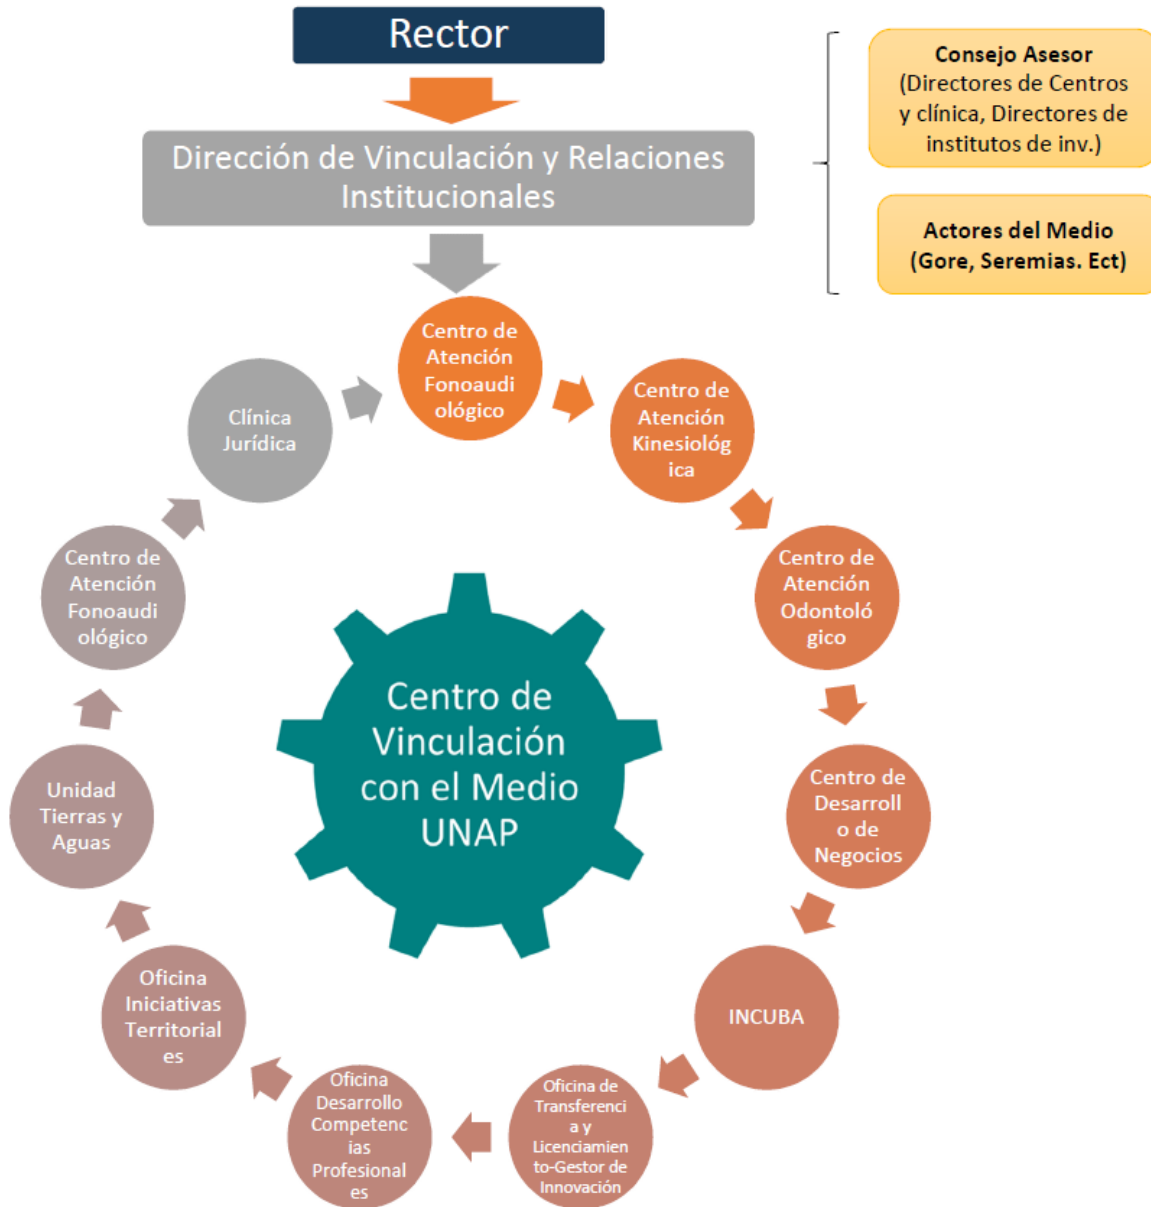 Rector
Consejo Asesor
(Directores de Centros
y clínica, Directores de
institutos de inv.)
Dirección de Vinculación y Relaciones
Institucionales
Actores del Medio
(Gore, Seremias. Ect)
Centro de
Atención
Fonoaudi
ológico
Centro de
Atención
Kinesiológ
ica
Centro de
Atención
Odontoló
gico
Centro de
Desarroll
o de
Negocios
INCUBA
Oficina de
Transferenci
a y
Licenciamien
to-Gestor de
Innovación
Oficina
Desarrollo
Competenc
ias
Profesional
es
Oficina
Iniciativas
Territorial
es
Unidad
Tierras y
Aguas
Centro de
Atención
Fonoaudi
ológico
Clínica
Jurídica
Centro de
Vinculación
con el Medio
UNAP